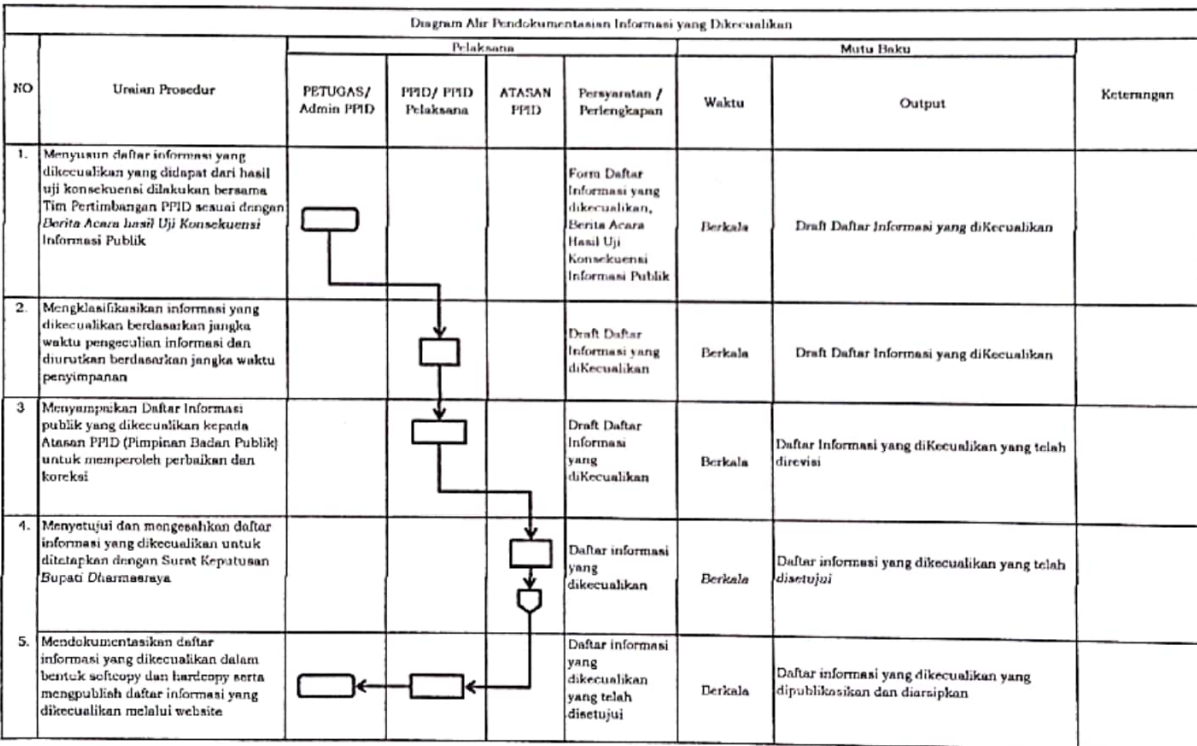 Diagram Alir Pendokumentasian Informasi yang Dikecualikan
Pelaksana
Mutu Baku
NO
Uraian Prosedur
PETUGAS/
Admin PPID
PPID/ PPID
Pelaksana
ATASAN
PPID
Persyaratan /
Perlengkapan
Waktu
Output
Keterangan
1.
Menyusun daftar informasi yang
dikecualikan yang didapat dari hasil
uji konsekuensi dilakukan bersama
Tim Pertimbangan PPID sesuai dengan
Berita Acara hasil Uji Konsekuensi
Informasi Publik
Form Daftar
Informasi yang
dikecualikan,
Berita Acara
Hasil Uji
Konsekuensi
Informasi Publik
Berkala
Draft Daftar Informasi yang diKecualikan
2.
Mengklasifikasikan informasi yang
dikecualikan berdasarkan jangka
waktu pengeculian informasi dan
diurutkan berdasarkan jangka waktu
penyimpanan
Draft Daftar
Informasi yang
diKecualikan
Berkala
Draft Daftar Informasi yang diKecualikan
3
Menyampaikan Daftar Informasi
publik yang dikecualikan kepada
Atasan PPID (Pimpinan Badan Publik)
untuk memperoleh perbaikan dan
koreksi
Draft Daftar
Informasi
yang
diKecualikan
Berkala
Daftar Informasi yang diKecualikan yang telah
direvisi
4.
Menyetujui dan mengesahkan daftar
informasi yang dikecualikan untuk
ditetapkan dengan Surat Keputusan
Bupati Dharmasraya
Daftar informasi
yang
dikecualikan
Berkala
Daftar informasi yang dikecualikan yang telah
disetujui
5.
Mendokumentasikan daftar
informasi yang dikecualikan dalam
bentuk softcopy dan hardcopy serta
mengpublish daftar informasi yang
dikecualikan melalui website
Daftar informasi
yang
dikecualikan
yang telah
disetujui
Berkala
Daftar informasi yang dikecualikan yang
dipublikasikan dan diarsipkan